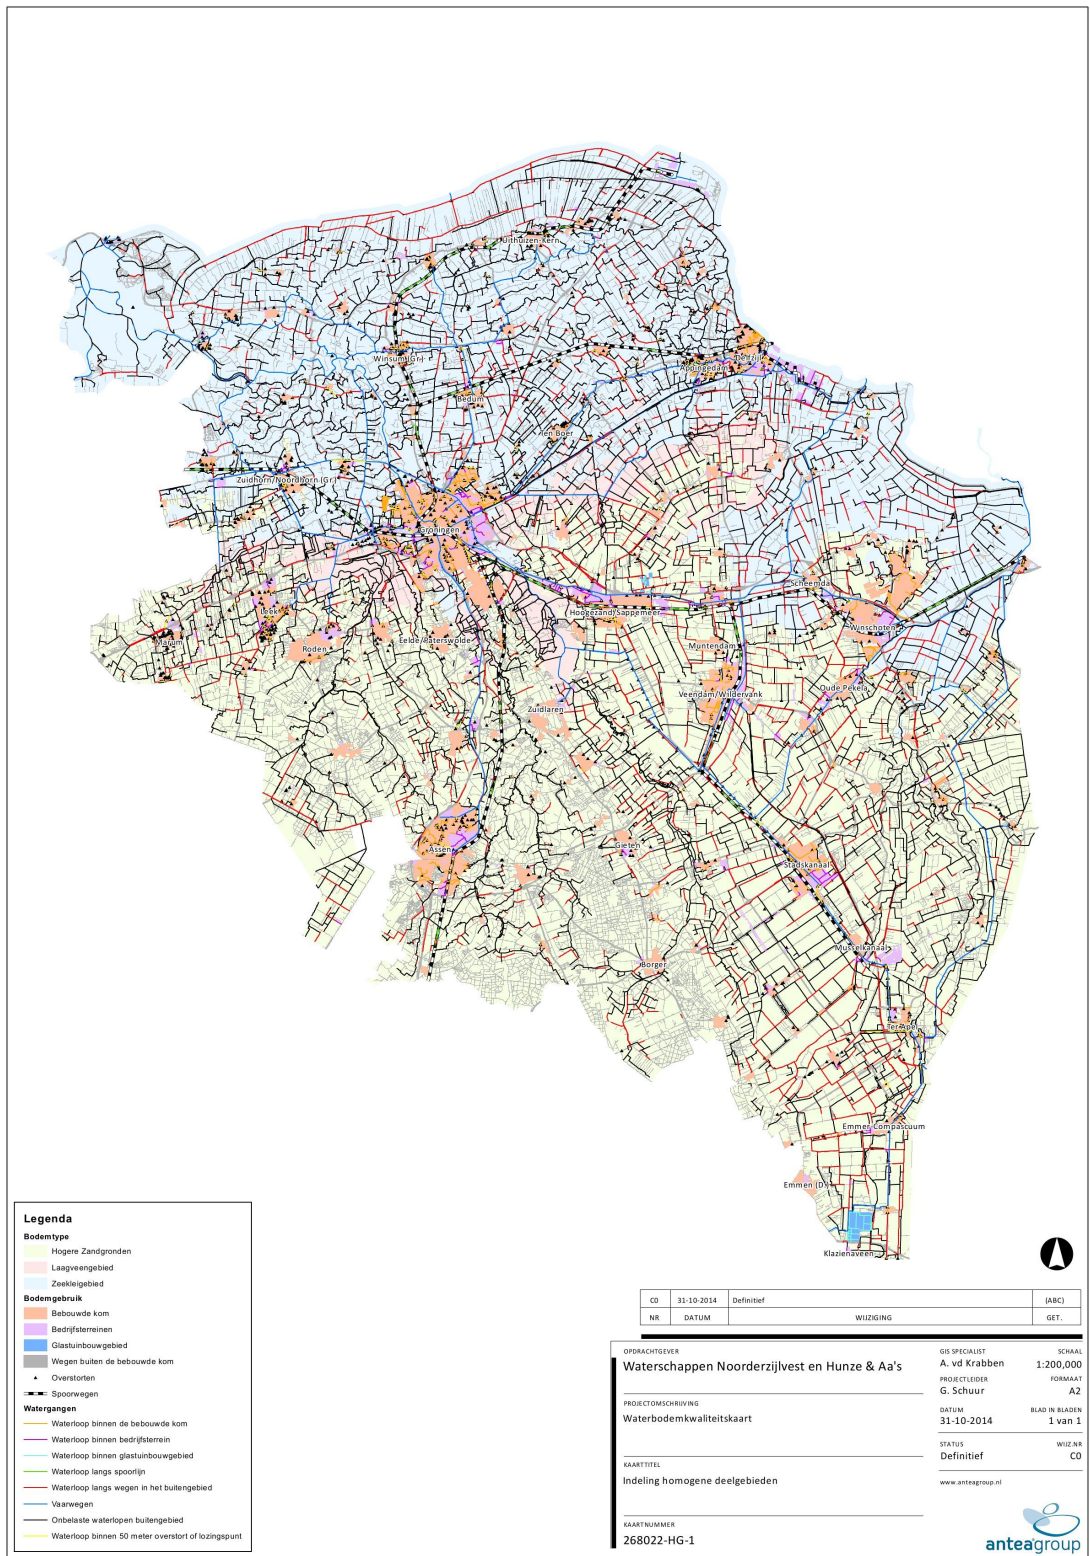 Uithuizen-Kern
Winsum (Gr.)
Delfzijl
Appingedam
Bedum
Ten Boer
Zuidhorn/Noordhorn (Gr.)
Groningen
Scheemda
Leek
Hoogezand/Sappemeer
Winschoten
Marum
Roden
Eelde/Paterswolde
Muntendam
Oude Pekela
Veendam/Wildervank
Zuidlaren
Assen
Gieten
Stadskanaal
Musselkanaal
Borger
Ter Apel
Emmer-Compascuum
Emmen (D.)
Klazienaveen
Legenda
Bodemtype
Hogere Zandgronden
Laagveengebied
Zeekleigebied
Bodemgebruik
Bebouwde kom
Bedrijfsterreinen
Glastuinbouwgebied
Wegen buiten de bebouwde kom
Overstorten
Spoorwegen
Watergangen
Waterloop binnen de bebouwde kom
Waterloop binnen bedrijfsterrein
Waterloop binnen glastuinbouwgebied
Waterloop langs spoorlijn
Waterloop langs wegen in het buitengebied
Vaarwegen
Onbelaste waterlopen buitengebied
Waterloop binnen 50 meter overstort of lozingspunt
C0 31-10-2014 Definitief (ABC)
NR DATUM WIJZIGING GET.
OPDRACHTGEVER
Waterschappen Noorderzijlvest en Hunze & Aa's
PROJECTOMSCHRIJVING
Waterbodemkwaliteitskaart
KAARTTITEL
Indeling homogene deelgebieden
KAARTNUMMER
268022-HG-1
GIS SPECIALIST SCHAAL
A. vd Krabben 1:200,000
PROJECTLEIDER FORMAAT
G. Schuur A2
DATUM BLAD IN BLADEN
31-10-2014 1 van 1
STATUS WIJZ.NR
Definitief C0
www.anteagroup.nl
anteagroup